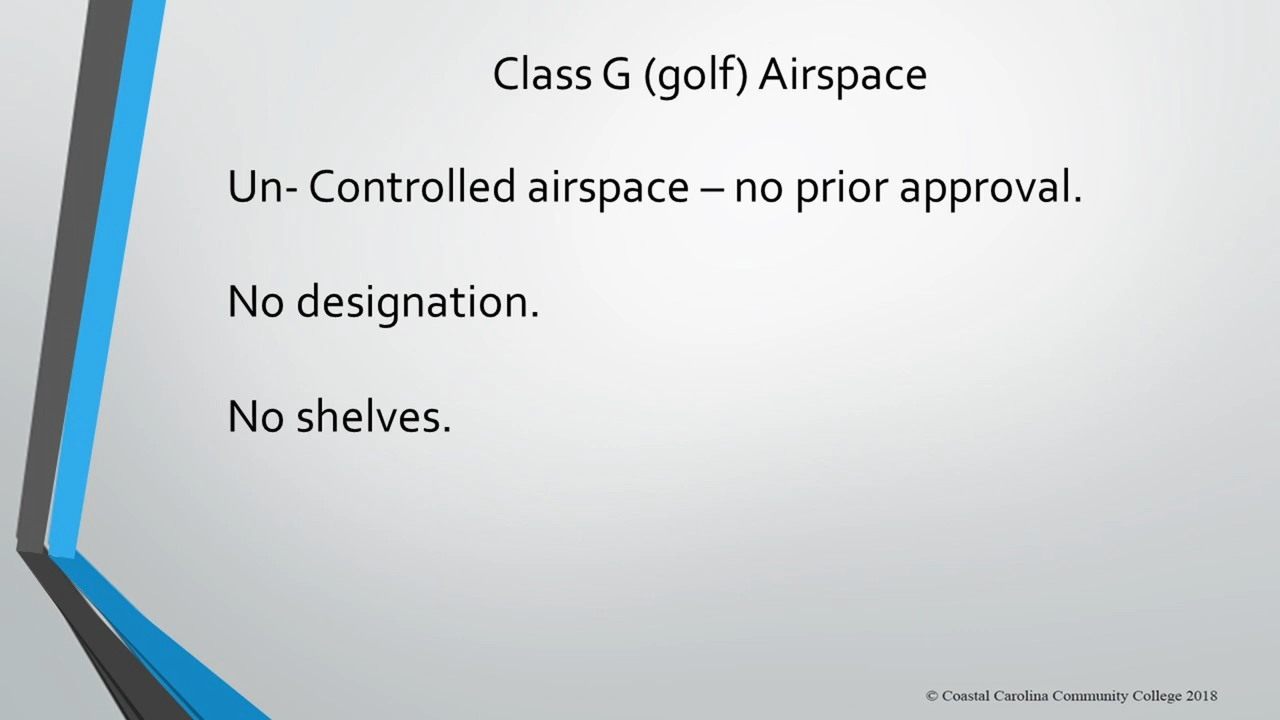 Class G (golf) Airspace
Un- Controlled airspace – no prior approval.
No designation.
No shelves.
© Coastal Carolina Community College 2018